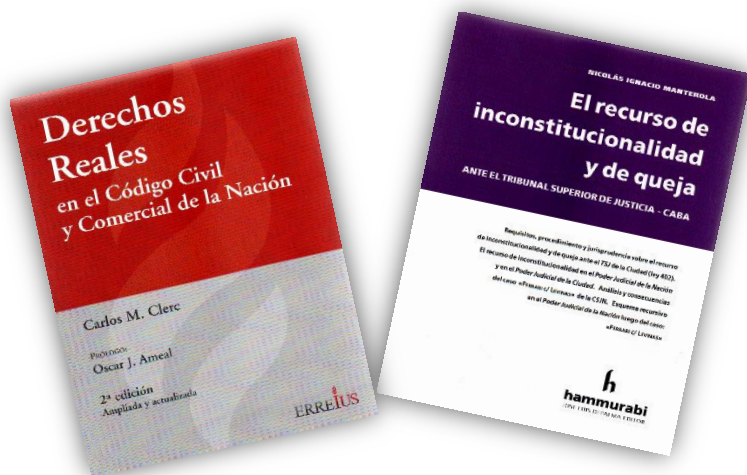 Derechos
Reales
en el Código Civil
y Comercial de la Nación
Carlos M. Clerc
PRÓLOGO:
Oscar J. Ameal
2ª edición
Ampliada y actualizada
ERREIUS
NICOLÁS IGNACIO MANTEROLA
El recurso de
inconstitucionalidad
y de queja
ANTE EL TRIBUNAL SUPERIOR DE JUSTICIA - CABA
Requisitos, procedimiento y jurisprudencia sobre el recurso
de inconstitucionalidad y de queja ante el TSJ de la Ciudad (ley 402).
El recurso de inconstitucionalidad en el Poder Judicial de la Nación
y en el Poder Judicial de la Ciudad. Análisis y consecuencias
del caso «FERRARI C/ LEVINAS» de la CSJN. Esquema recursivo
en el Poder Judicial de la Nación luego del caso:
«FERRARI C/ LEVINAS»
h
hammurabi
JOSE LUIS DEPALMA EDITOR